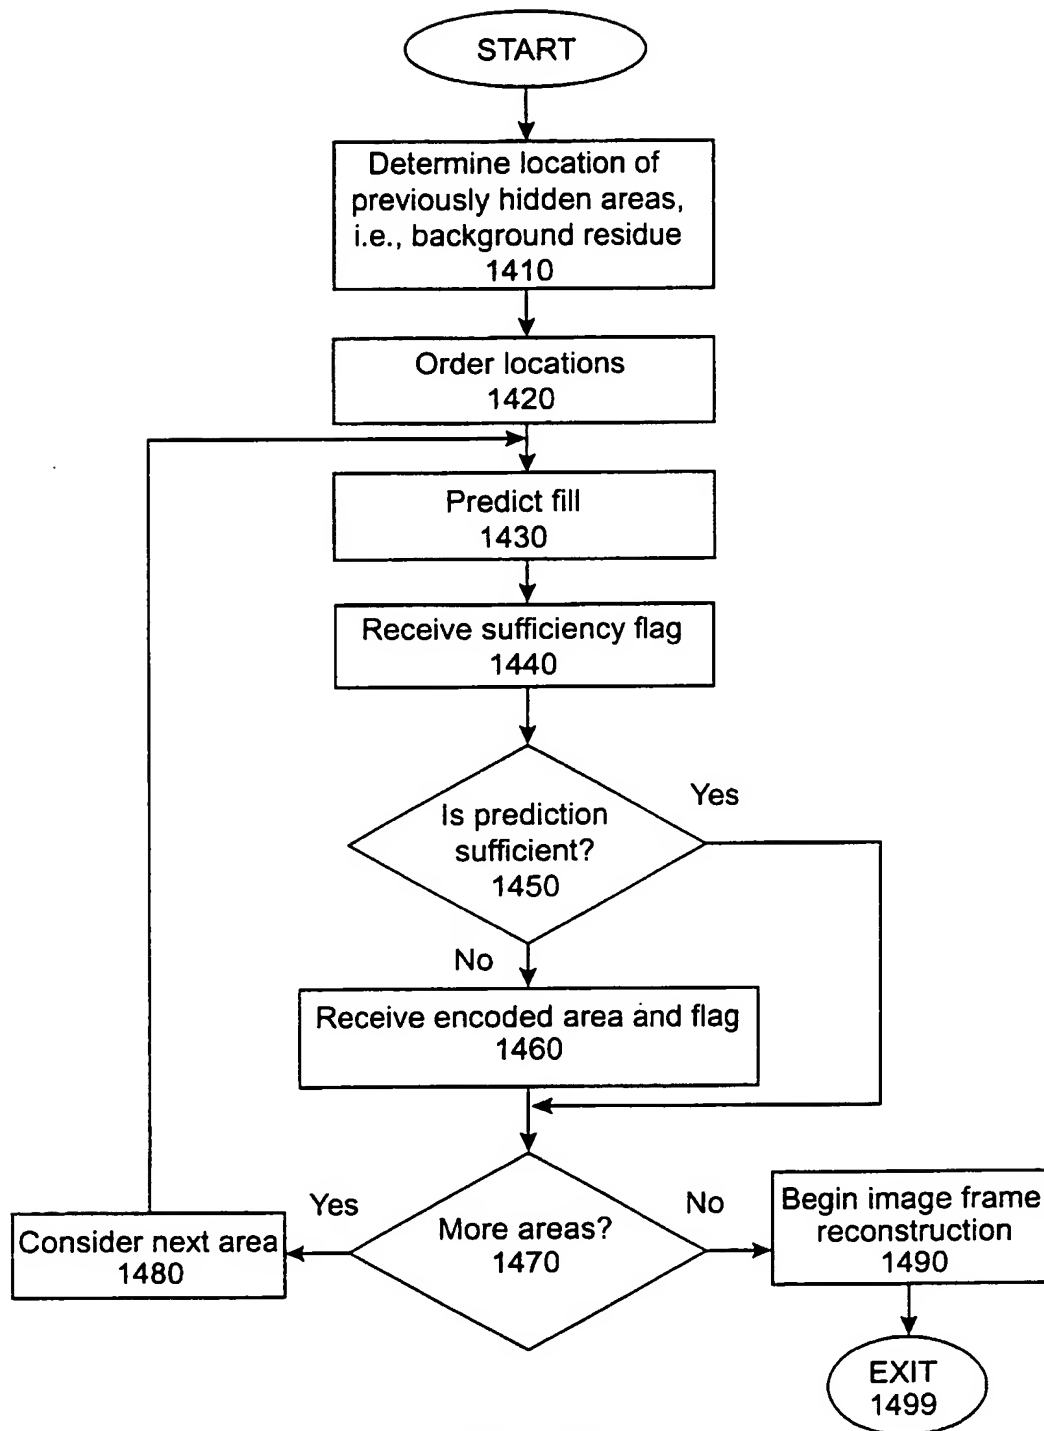 START
Determine location of
previously hidden areas,
i.e., background residue
1410
Order locations
1420
Predict fill
1430
Receive sufficiency flag
1440
Is prediction
sufficient?
1450
Yes
No
Receive encoded area and flag
1460
More areas?
1470
Yes
No
Consider next area
1480
Begin image frame
reconstruction
1490
EXIT
1499